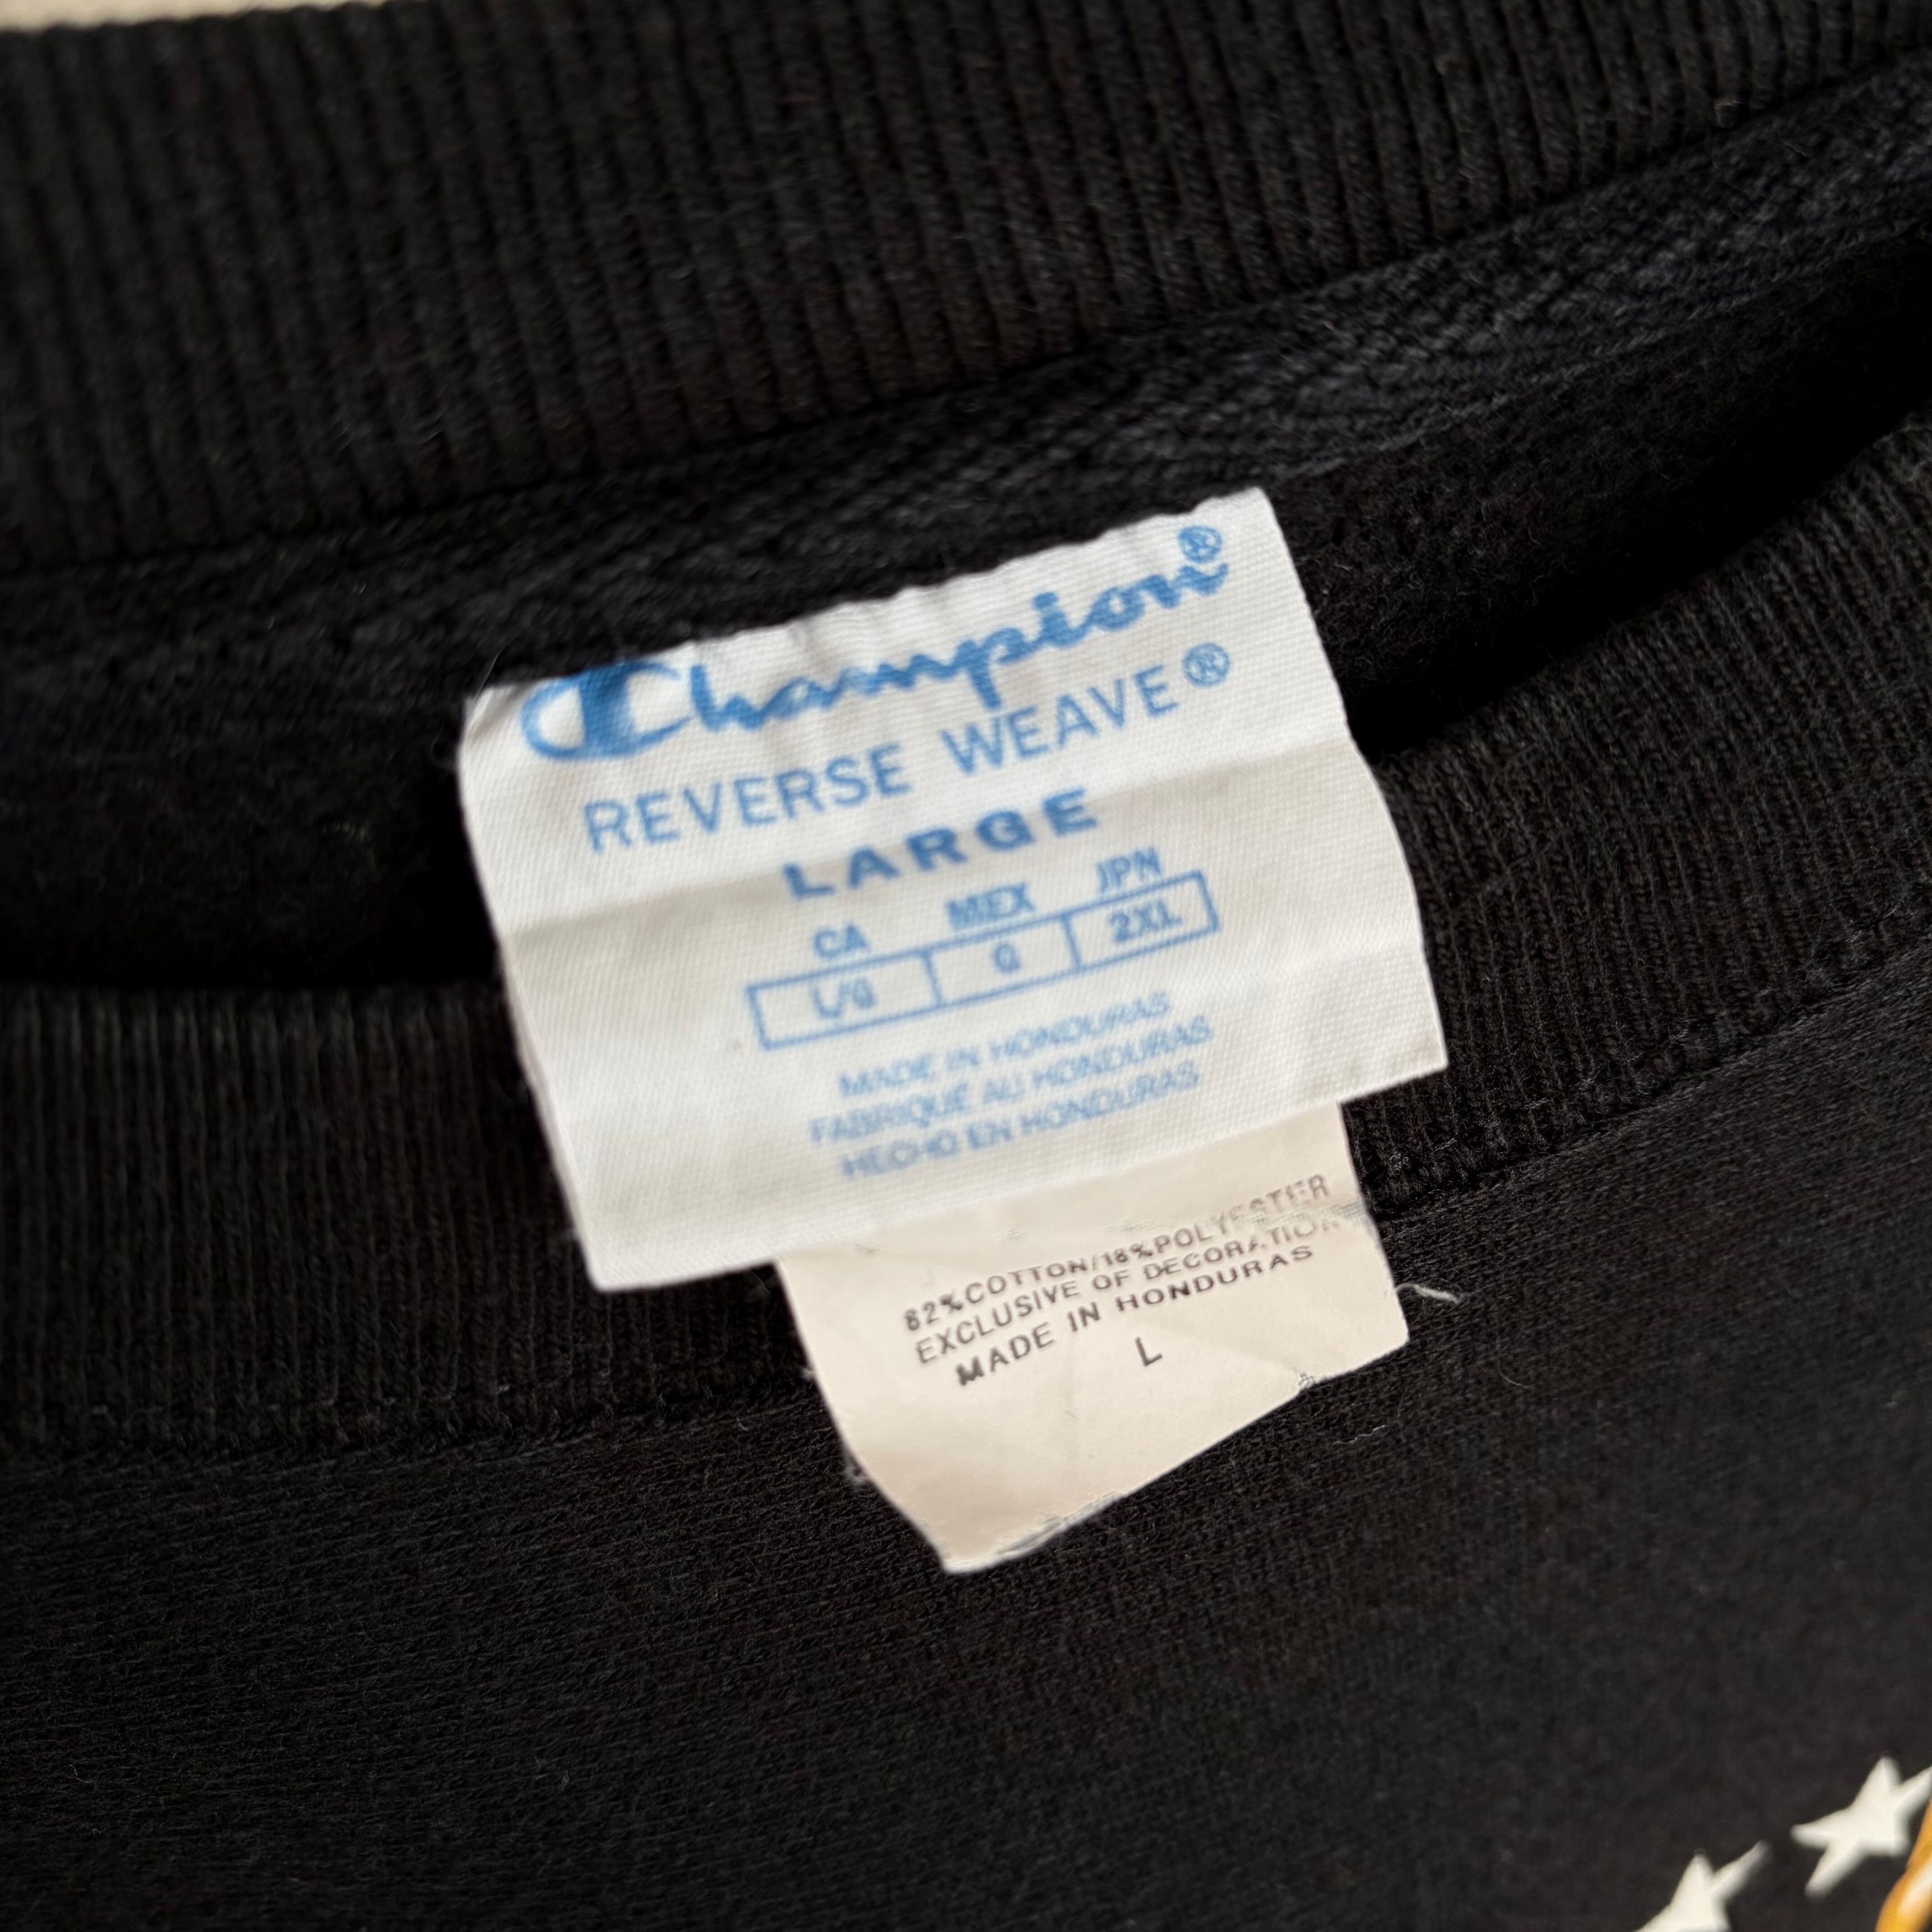 Champion®
REVERSE WEAVE®
LARGE
CA MEX JPN
L/G G 2XL
MADE IN HONDURAS
FABRIQUÉ AU HONDURAS
HECHO EN HONDURAS
82%COTTON/18%POLYESTER
EXCLUSIVE OF DECORATION
MADE IN HONDURAS
L